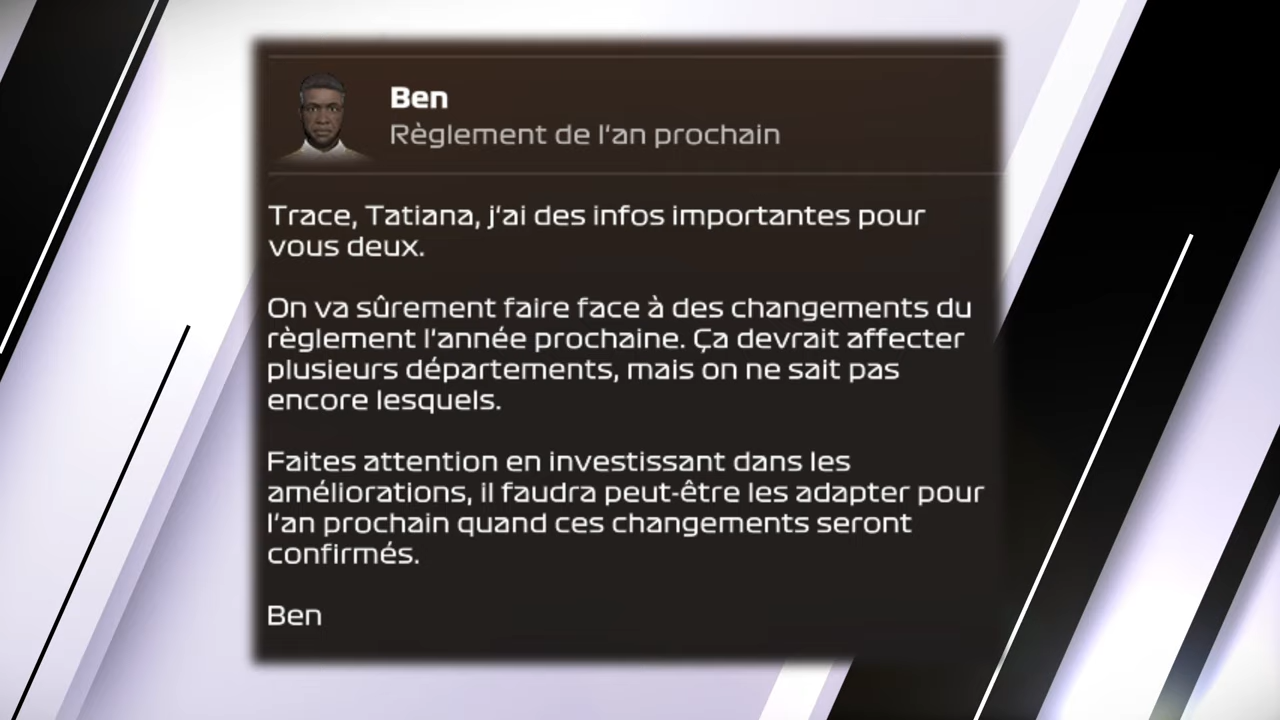 Ben
Règlement de l'an prochain
Trace, Tatiana, j'ai des infos importantes pour
vous deux.
On va sûrement faire face à des changements du
règlement l'année prochaine. Ça devrait affecter
plusieurs départements, mais on ne sait pas
encore lesquels.
Faites attention en investissant dans les
améliorations, il faudra peut-être les adapter pour
l'an prochain quand ces changements seront
confirmés.
Ben